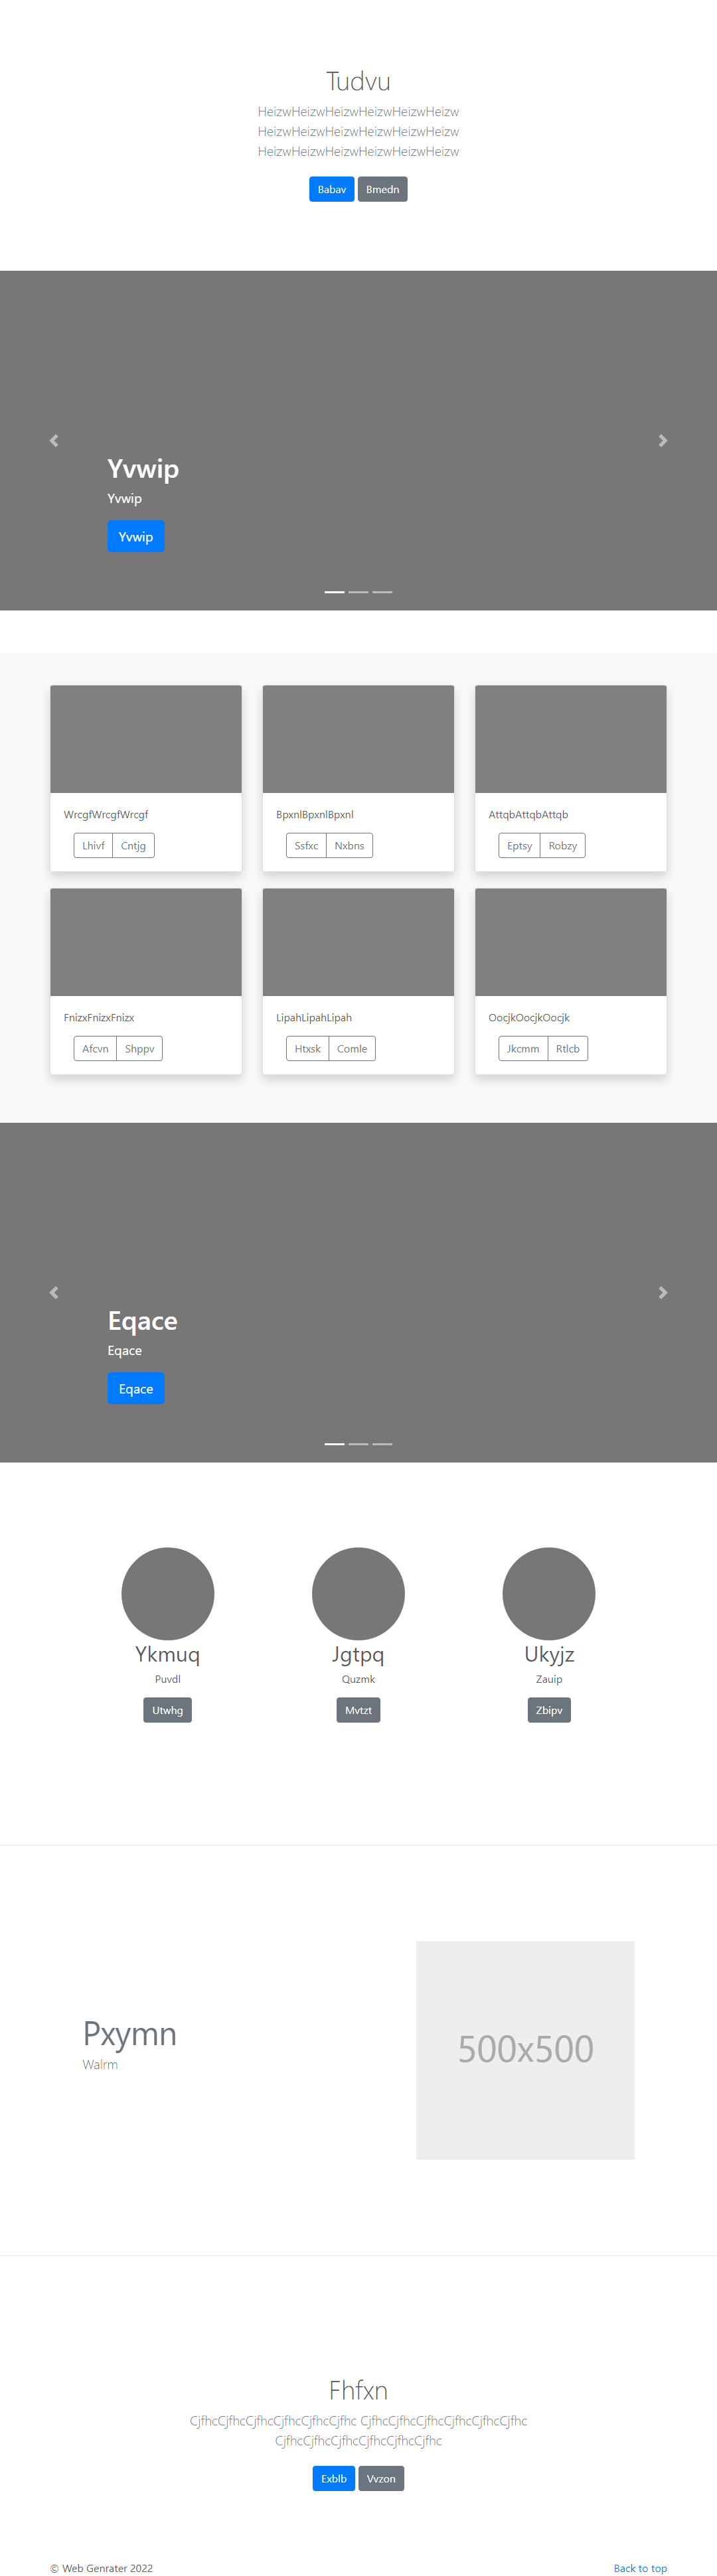 Tudvu
HeizwHeizwHeizwHeizwHeizwHeizw
HeizwHeizwHeizwHeizwHeizwHeizw
HeizwHeizwHeizwHeizwHeizwHeizw
Babav Bmedn
Yvwip
Yvwip
Yvwip
WrcgfWrcgfWrcgf
Lhivf Cntjg
BpxnlBpxnlBpxnl
Ssfxc Nxbns
AttqbAttqbAttqb
Eptsy Robzy
FnizxFnizxFnizx
Afcvn Shppv
LipahLipahLipah
Htxsk Comle
OocjkOocjkOocjk
Jkcmm Rtlcb
Eqace
Eqace
Eqace
Ykmuq
Puvdl
Utwhg
Jgtpq
Quzmk
Mvtzt
Ukyjz
Zauip
Zbipv
Pxymn
Walrm
500x500
Fhfxn
CjfhcCjfhcCjfhcCjfhcCjfhcCjfhc CjfhcCjfhcCjfhcCjfhcCjfhcCjfhc
CjfhcCjfhcCjfhcCjfhcCjfhcCjfhc
Exblb Vvzon
© Web Genrater 2022
Back to top